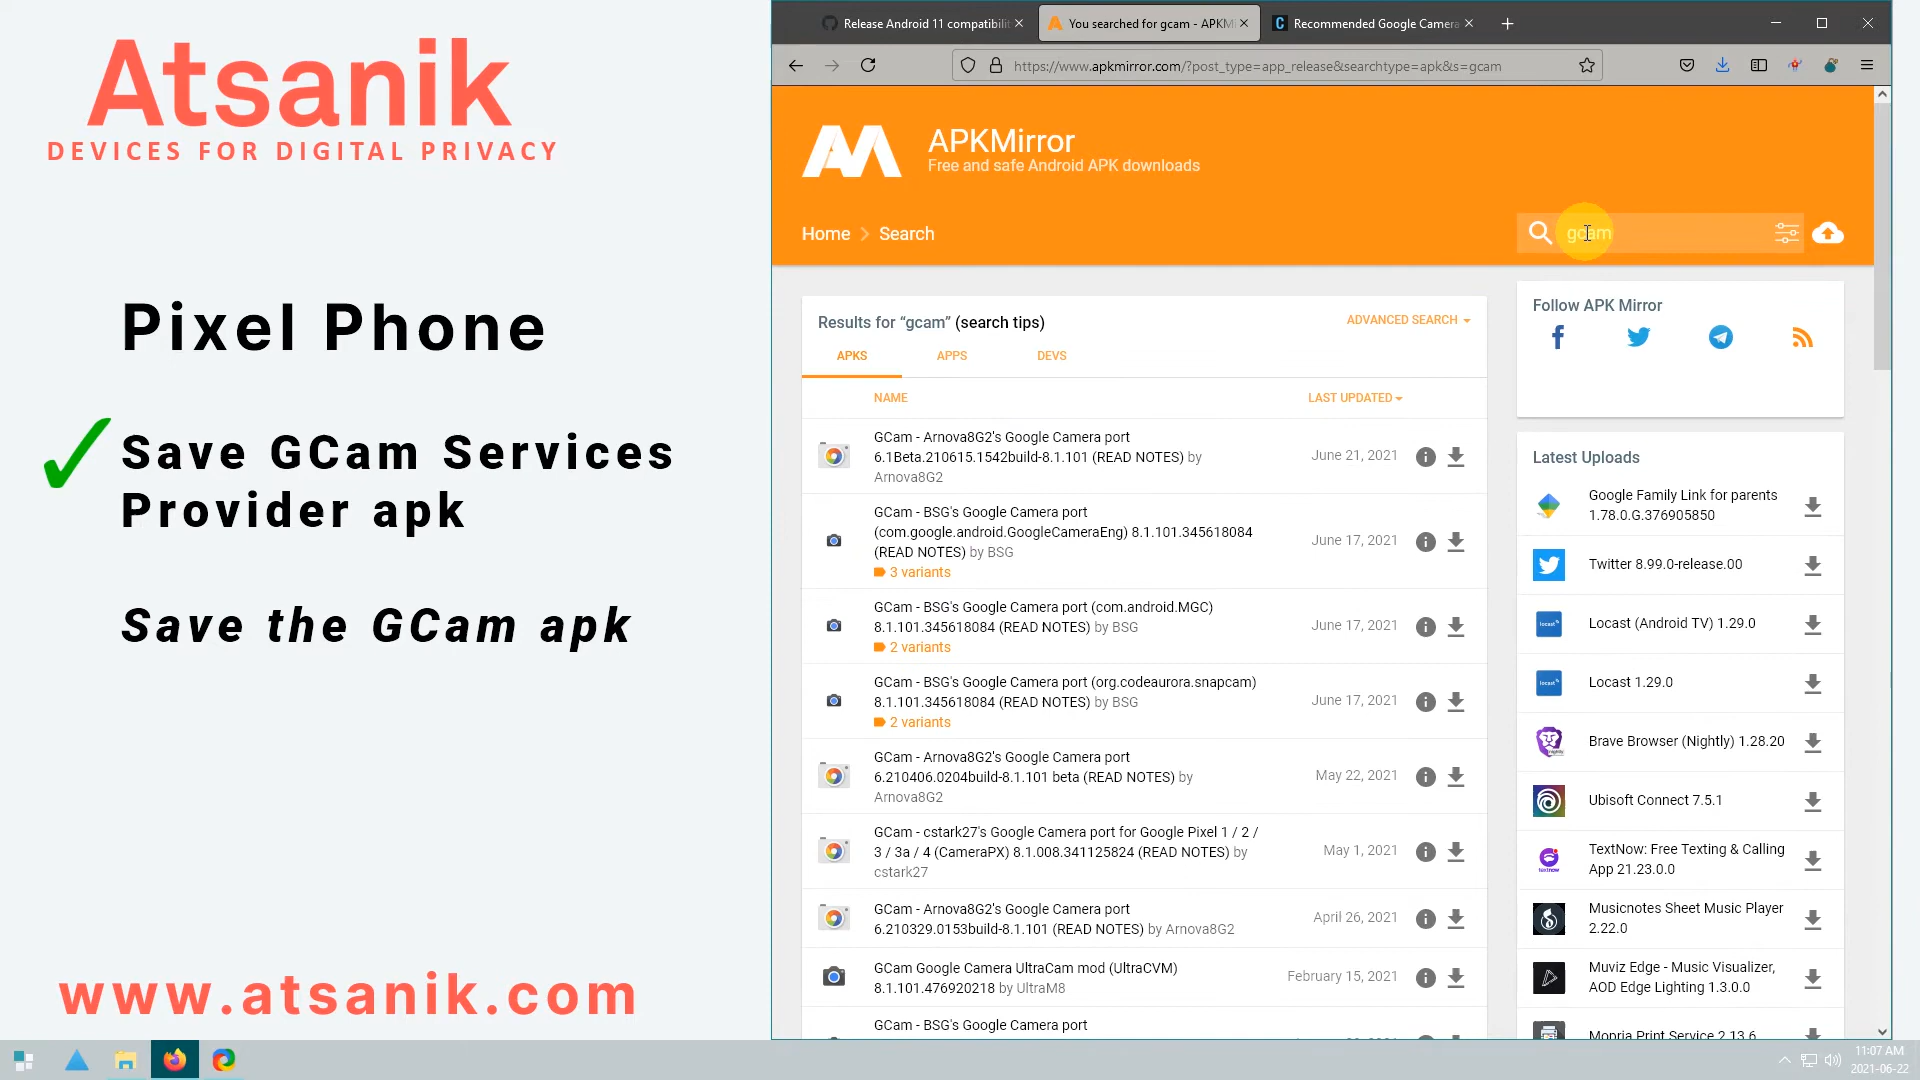 Atsanik
DEVICES FOR DIGITAL PRIVACY
Pixel Phone
Save GCam Services
Provider apk
Save the GCam apk
www.atsanik.com
Release Android 11 compatibilit
You searched for gcam - APKMi
Recommended Google Camera
https://www.apkmirror.com/?post_type=app_release&searchtype=apk&s=gcam
APKMirror
Free and safe Android APK downloads
Home
Search
gcam
Results for “gcam” (search tips)
ADVANCED SEARCH
APKS
APPS
DEVS
NAME
LAST UPDATED
GCam - Arnova8G2's Google Camera port
6.1Beta.210615.1542build-8.1.101 (READ NOTES) by
Arnova8G2
June 21, 2021
GCam - BSG's Google Camera port
(com.google.android.GoogleCameraEng) 8.1.101.345618084
(READ NOTES) by BSG
3 variants
June 17, 2021
GCam - BSG's Google Camera port (com.android.MGC)
8.1.101.345618084 (READ NOTES) by BSG
2 variants
June 17, 2021
GCam - BSG's Google Camera port (org.codeaurora.snapcam)
8.1.101.345618084 (READ NOTES) by BSG
2 variants
June 17, 2021
GCam - Arnova8G2's Google Camera port
6.210406.0204build-8.1.101 beta (READ NOTES) by
Arnova8G2
May 22, 2021
GCam - cstark27's Google Camera port for Google Pixel 1 / 2 /
3 / 3a / 4 (CameraPX) 8.1.008.341125824 (READ NOTES) by
cstark27
May 1, 2021
GCam - Arnova8G2's Google Camera port
6.210329.0153build-8.1.101 (READ NOTES) by Arnova8G2
April 26, 2021
GCam Google Camera UltraCam mod (UltraCVM)
8.1.101.476920218 by UltraM8
February 15, 2021
GCam - BSG's Google Camera port
Follow APK Mirror
Latest Uploads
Google Family Link for parents
1.78.0.G.376905850
Twitter 8.99.0-release.00
Locast (Android TV) 1.29.0
Locast 1.29.0
Brave Browser (Nightly) 1.28.20
Ubisoft Connect 7.5.1
TextNow: Free Texting & Calling
App 21.23.0.0
Musicnotes Sheet Music Player
2.22.0
Muviz Edge - Music Visualizer,
AOD Edge Lighting 1.3.0.0
Mopria Print Service 2.13.6
11:07 AM
2021-06-22